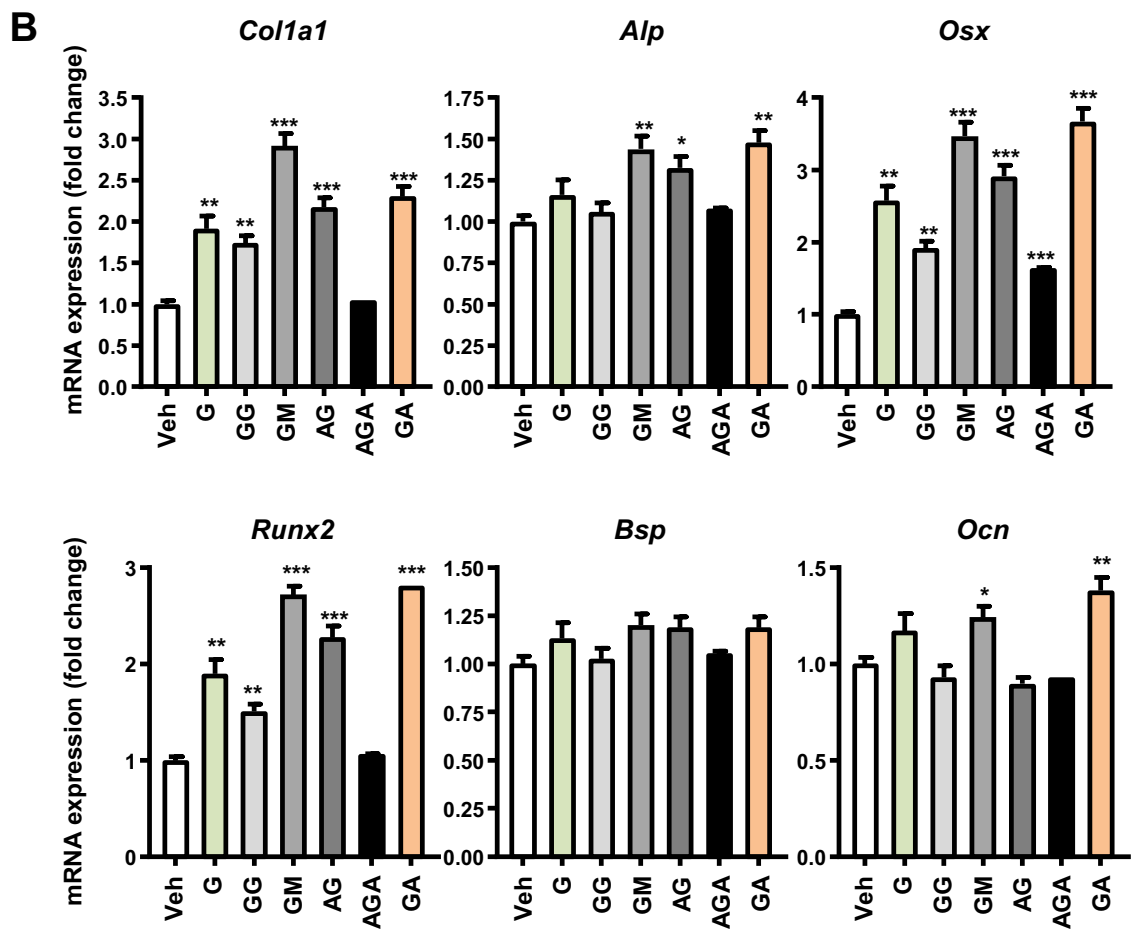 B
Col1a1 Alp Osx
mRNA expression (fold change)
3.5 3.0 2.5 2.0 1.5 1.0 0.5 0.0
** ** *** *** ***
Veh G GG GM AG AGA GA
1.75 1.50 1.25 1.00 0.75 0.50 0.25 0.00
** * **
Veh G GG GM AG AGA GA
4 3 2 1 0
** ** *** *** *** ***
Veh G GG GM AG AGA GA
Runx2 Bsp Ocn
mRNA expression (fold change)
3 2 1 0
** ** *** *** ***
Veh G GG GM AG AGA GA
1.50 1.25 1.00 0.75 0.50 0.25 0.00
Veh G GG GM AG AGA GA
1.5 1.0 0.5 0.0
* **
Veh G GG GM AG AGA GA